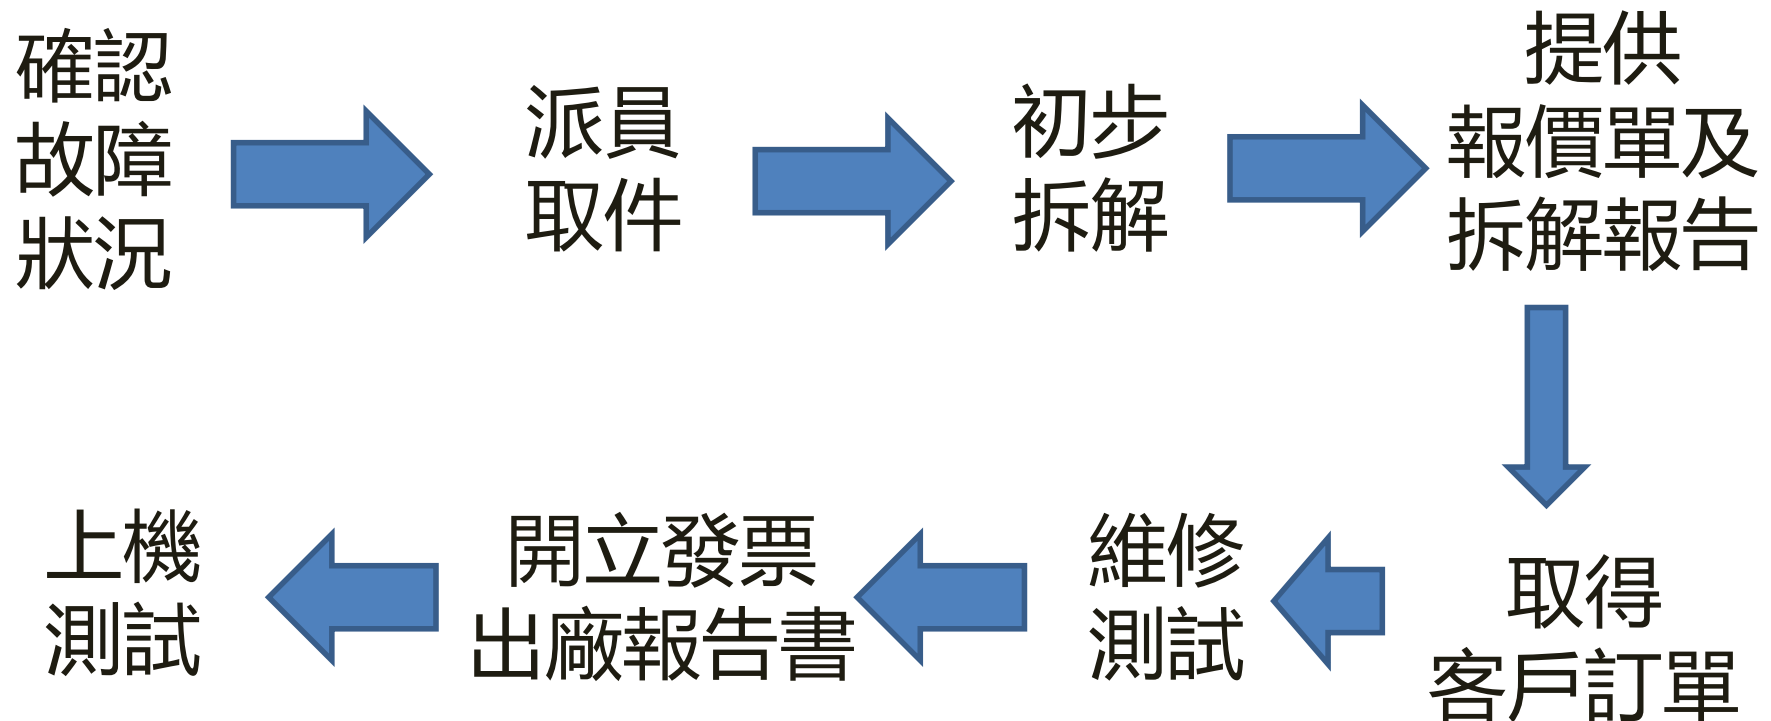 確認
故障
狀況
派員
取件
初步
拆解
提供
報價單及
拆解報告
取得
客戶訂單
維修
測試
開立發票
出廠報告書
上機
測試